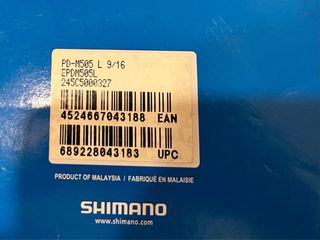 PD-M505 L 9/16
EPDM505L
245C5000327
4524667043188 EAN
689228043183 UPC
PRODUCT OF MALAYSIA / FABRIQUÉ EN MALAISIE
SHIMANO
www.shimano.com